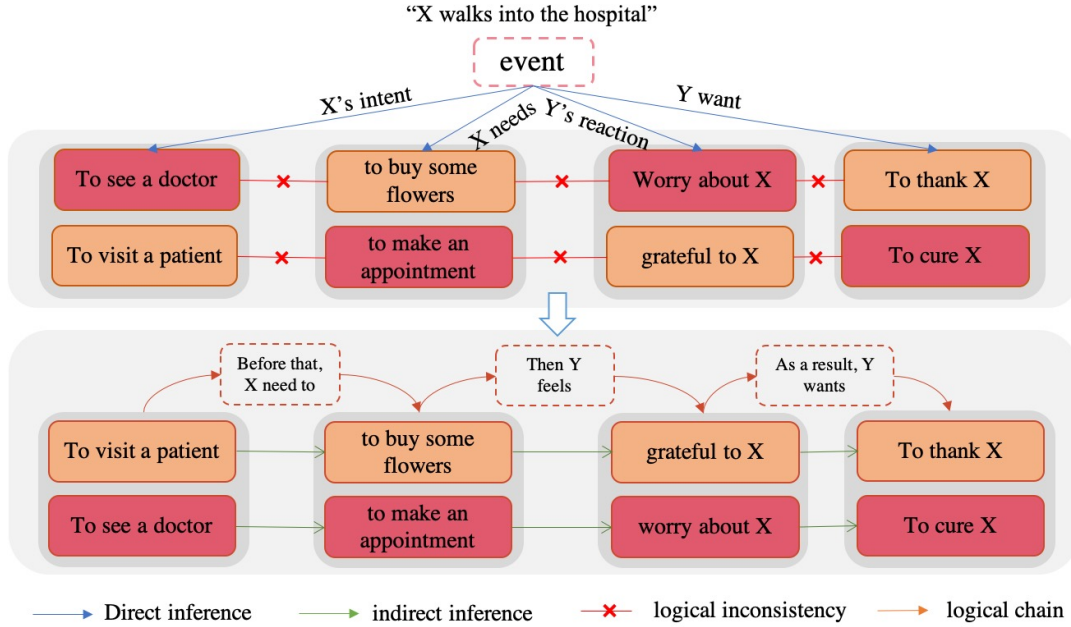 “X walks into the hospital”
event
X's intent
X needs
Y's reaction
Y want
To see a doctor
to buy some
flowers
Worry about X
To thank X
To visit a patient
to make an
appointment
grateful to X
To cure X
Before that,
X need to
Then Y
feels
As a result, Y
wants
To visit a patient
to buy some
flowers
grateful to X
To thank X
To see a doctor
to make an
appointment
worry about X
To cure X
Direct inference
indirect inference
logical inconsistency
logical chain